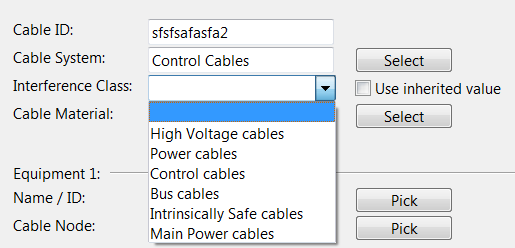 Cable ID: sfsfsafasfa2
Cable System: Control Cables Select
Interference Class: Use inherited value
Cable Material: Select
High Voltage cables
Power cables
Control cables
Bus cables
Intrinsically Safe cables
Main Power cables
Equipment 1:
Name / ID: Pick
Cable Node: Pick